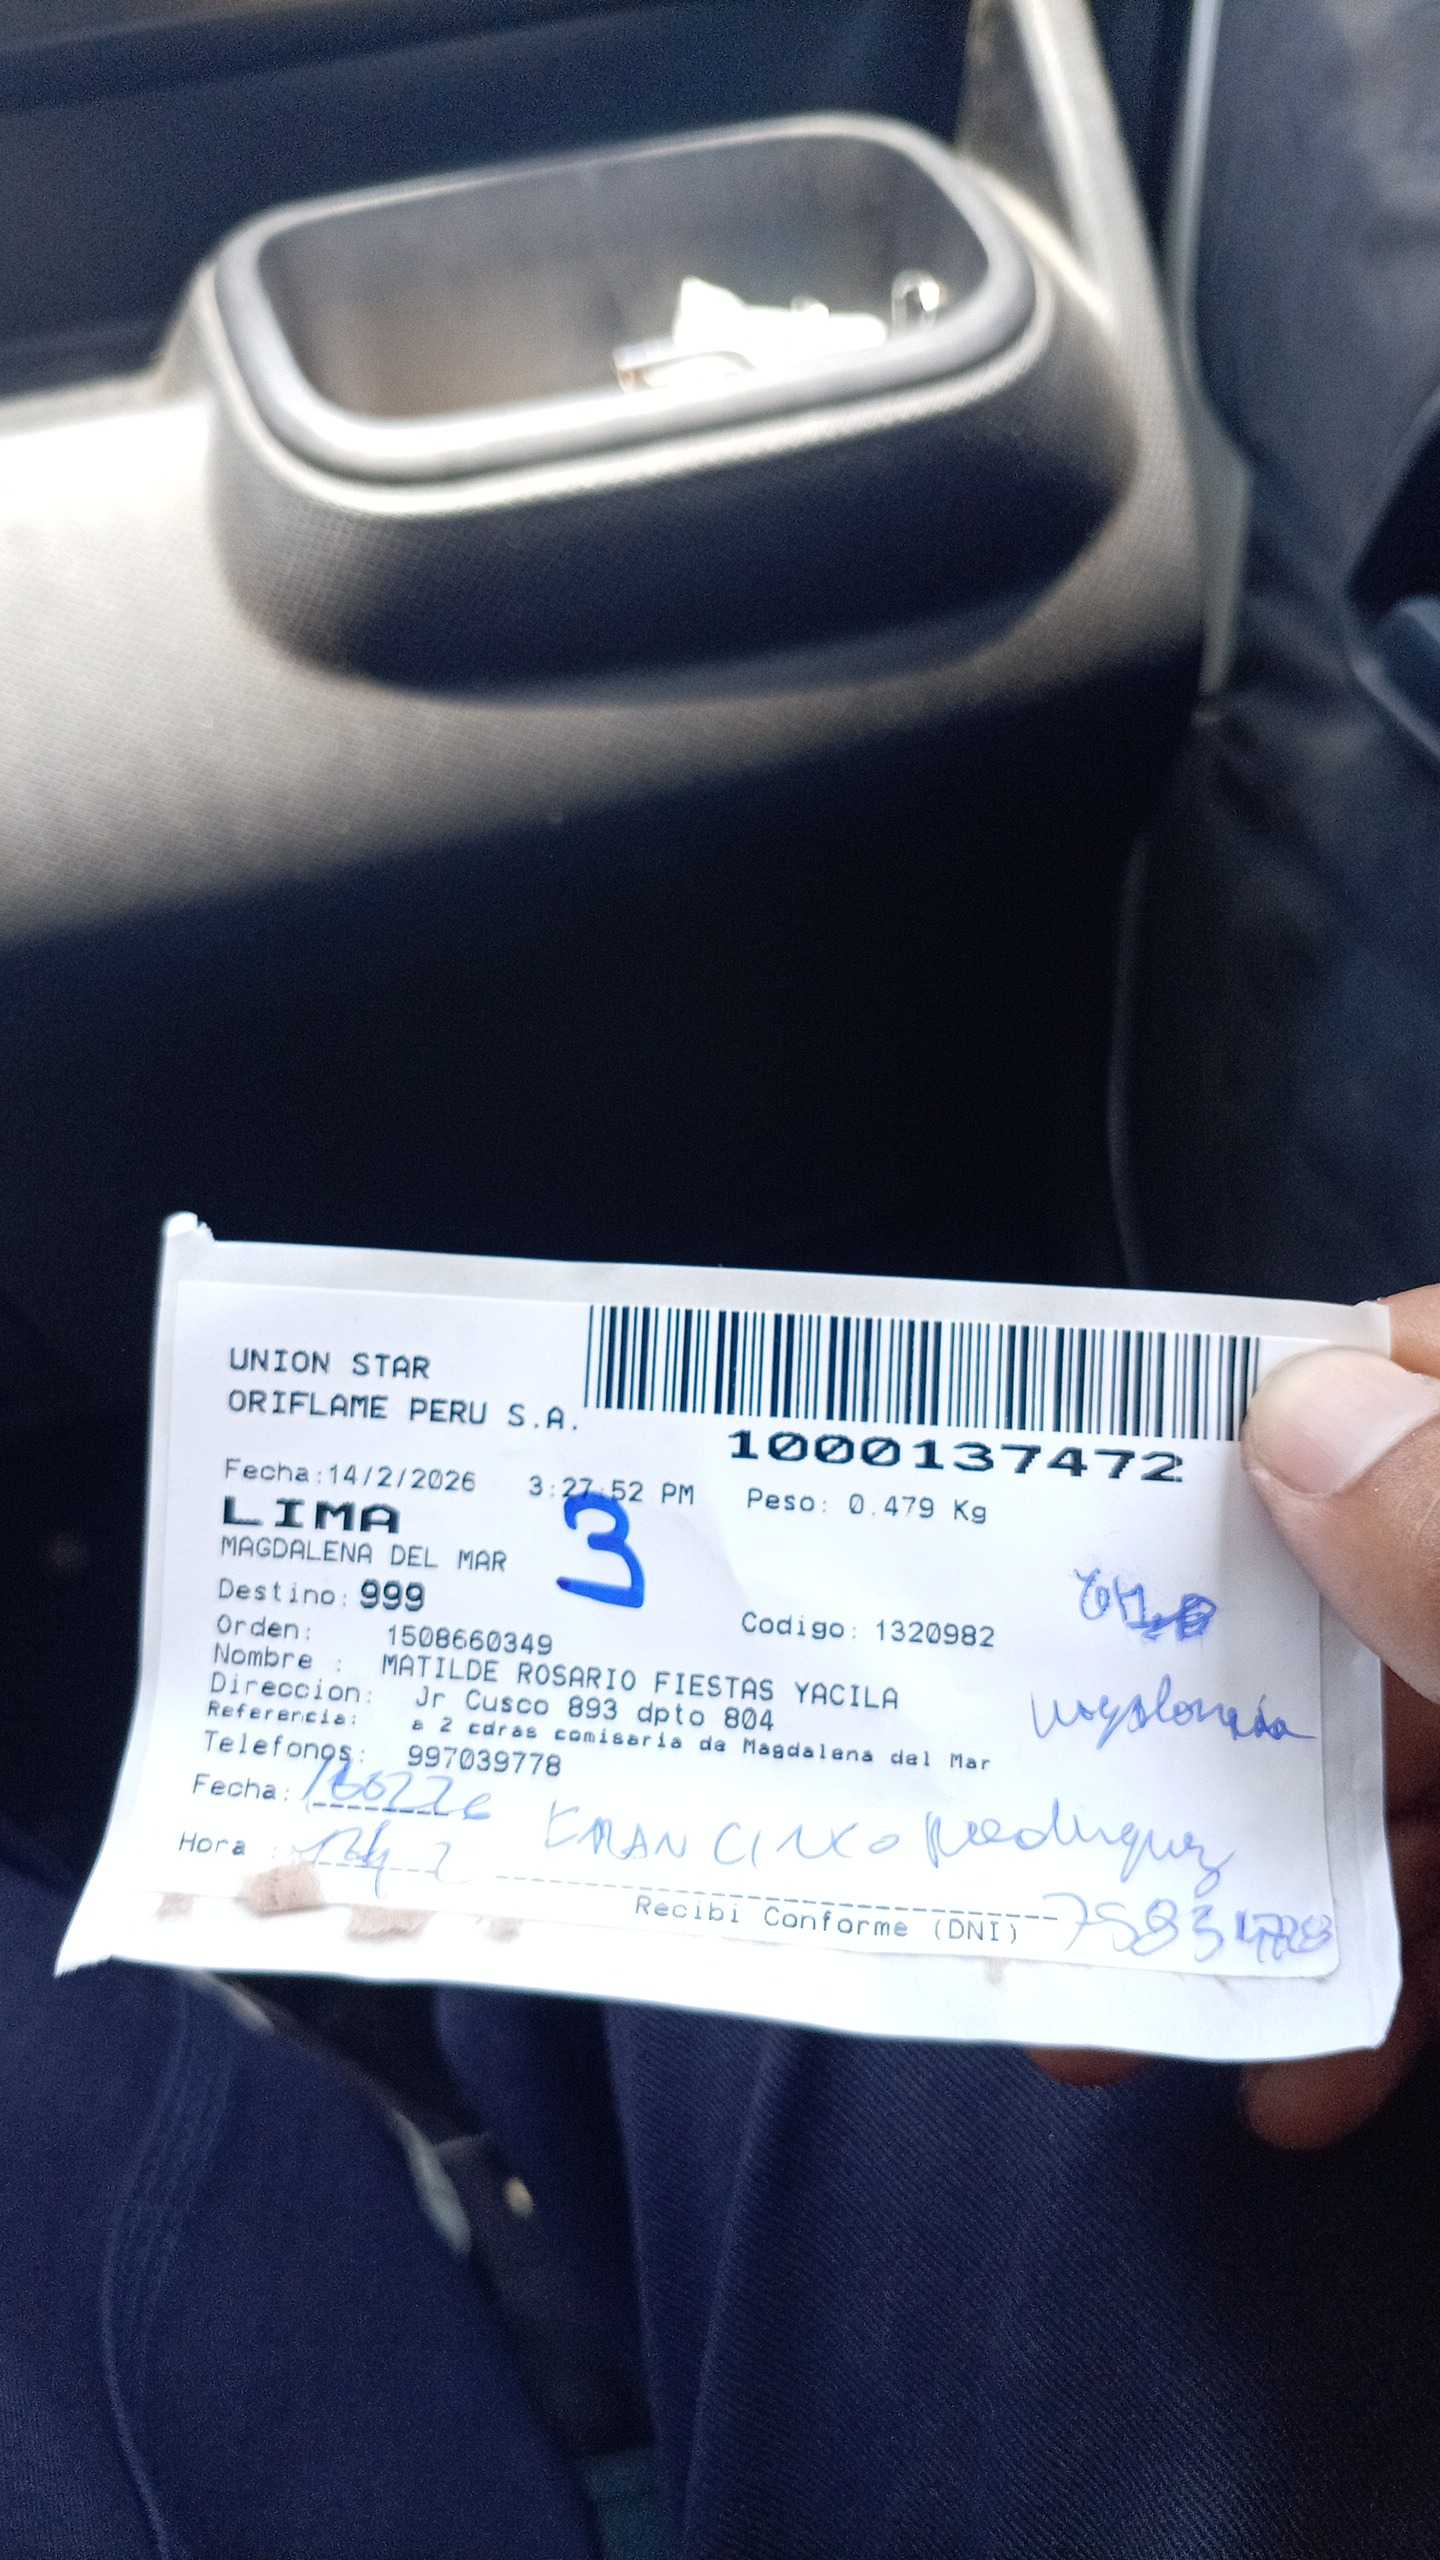 UNION STAR
ORIFLAME PERU S.A.
1000137472
Fecha:14/2/2026 3:27:52 PM Peso: 0.479 Kg
LIMA
MAGDALENA DEL MAR
3
Destino: 999
Codigo: 1320982
Orden: 1508660349
Nombre : MATILDE ROSARIO FIESTAS YACILA
Direccion: Jr Cusco 893 dpto 804
Referencia: a 2 cdras comisaria de Magdalena del Mar
Telefonos: 997039778
Fecha:
Hora :
Rodriguez
Recibi Conforme (DNI)